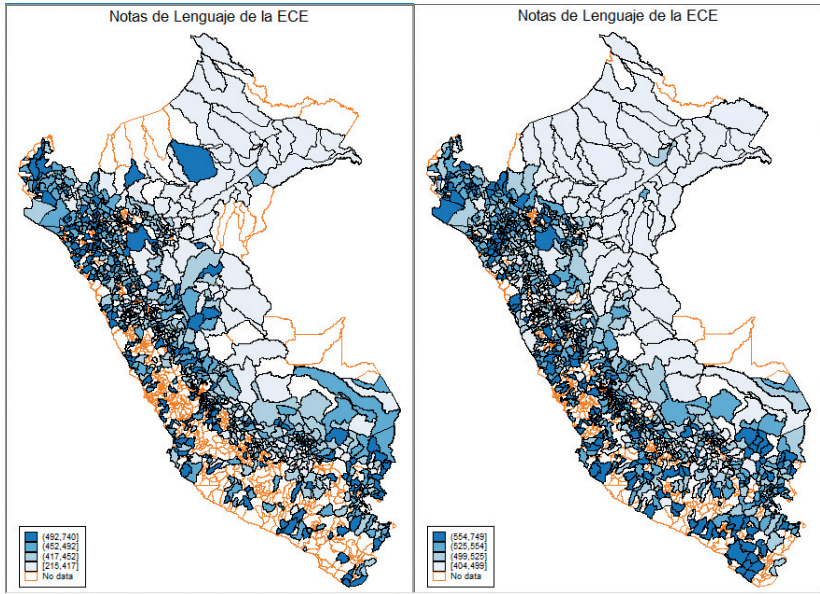 Notas de Lenguaje de la ECE
(492,740]
(452,492]
(417,452]
[215,417]
No data
Notas de Lenguaje de la ECE
(554,749]
(525,554]
(499,525]
[404,499]
No data